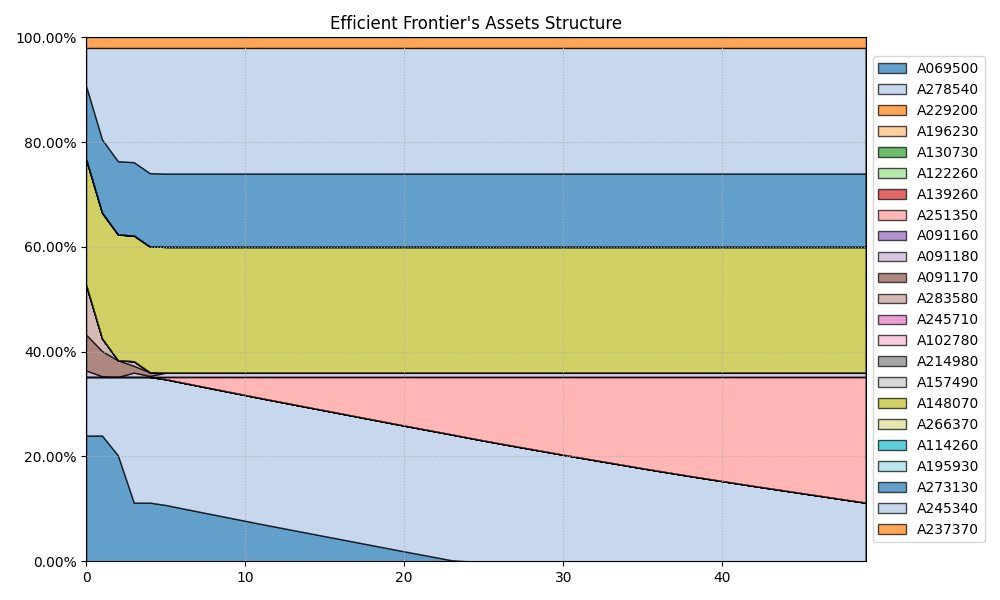 Efficient Frontier's Assets Structure
100.00%
80.00%
60.00%
40.00%
20.00%
0.00%
0
10
20
30
40
A069500
A278540
A229200
A196230
A130730
A122260
A139260
A251350
A091160
A091180
A091170
A283580
A245710
A102780
A214980
A157490
A148070
A266370
A114260
A195930
A273130
A245340
A237370